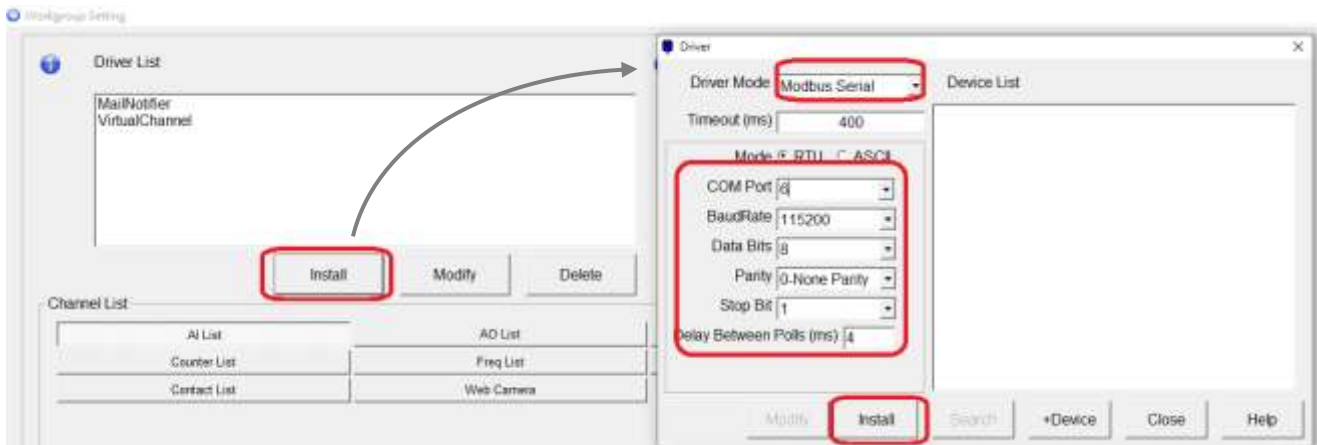 Workgroup Setting
Driver List
MailNotifier
VirtualChannel
Install
Modify
Delete
Channel List
AI List
AO List
Counter List
Freq List
Contact List
Web Camera
Driver
Driver Mode
Modbus Serial
Device List
Timeout (ms)
400
Mode RTU ASCII
COM Port 6
BaudRate 115200
Data Bits 8
Parity 0-None Parity
Stop Bit 1
Delay Between Polls (ms) 4
Modify
Install
Search
+Device
Close
Help